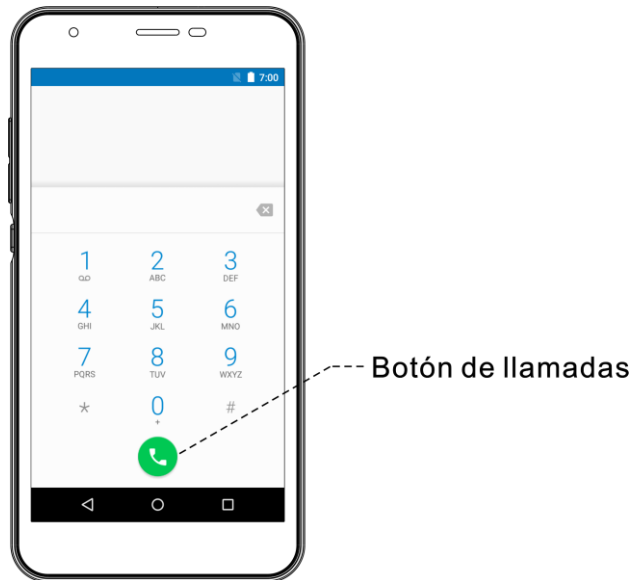 7:00
1 2 3
ABC DEF
4 5 6
GHI JKL MNO
7 8 9
PQRS TUV WXYZ
* 0 #
+
Botón de llamadas